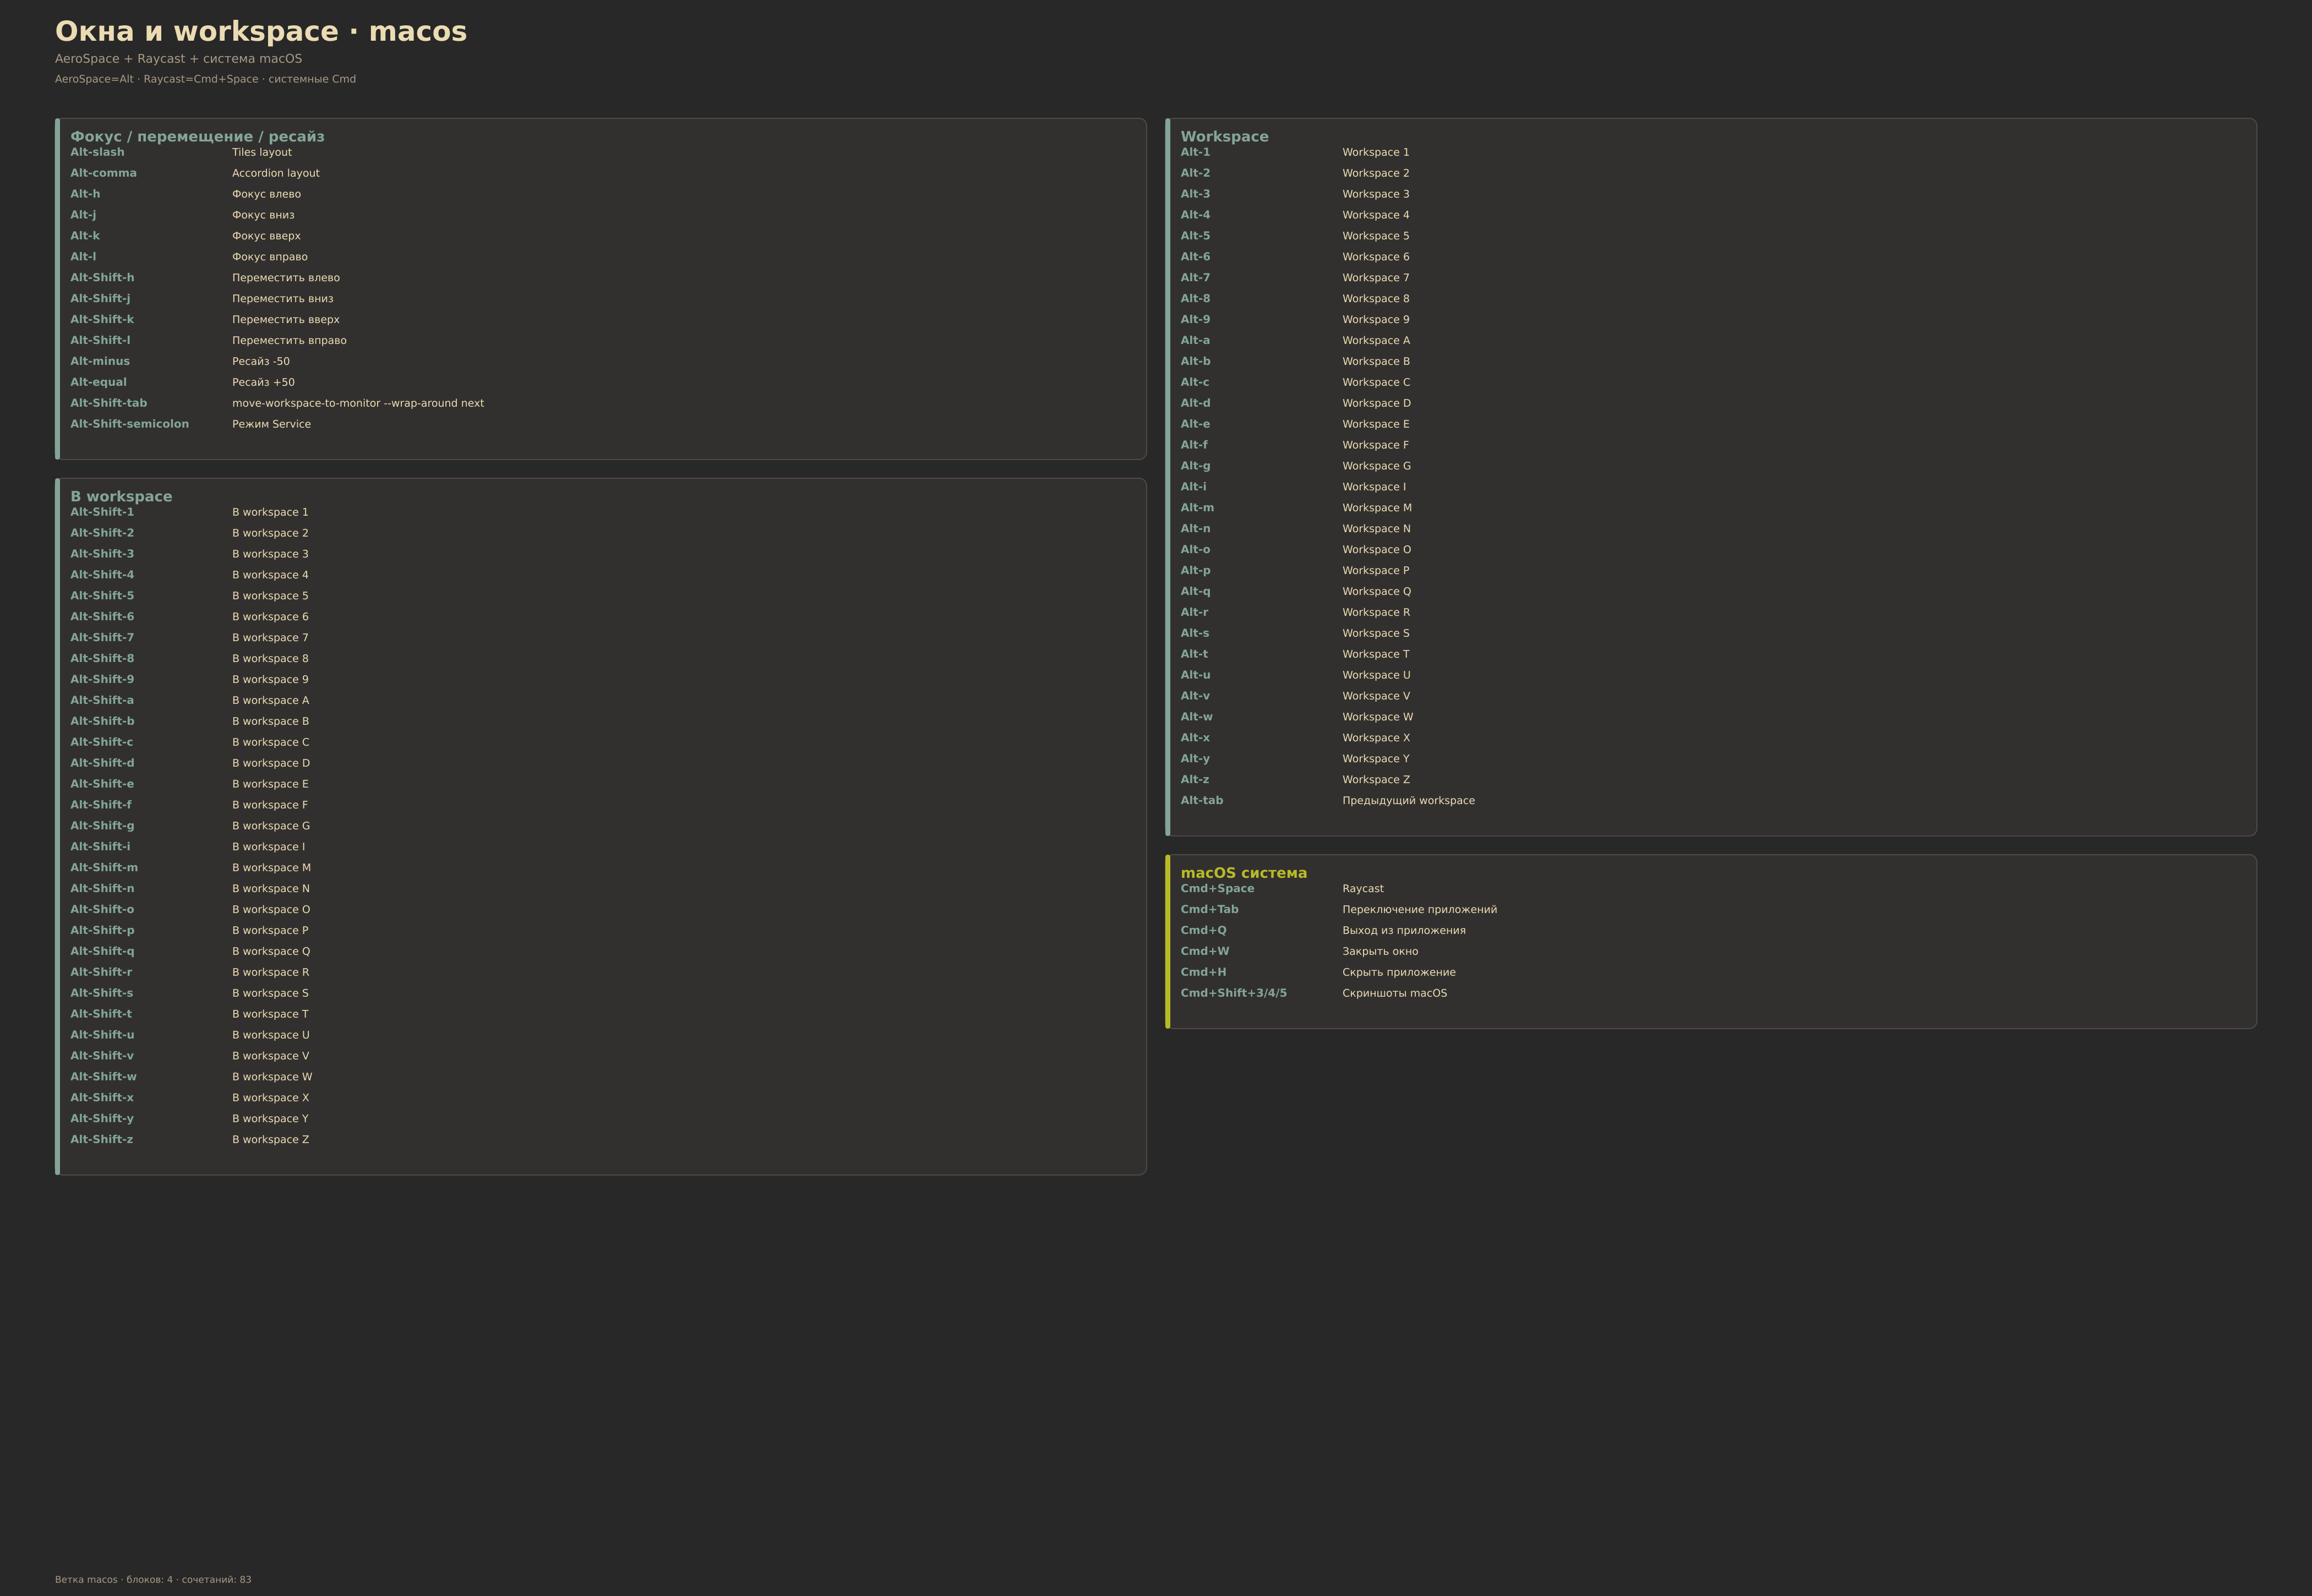 Окна и workspace · macos
AeroSpace + Raycast + система macOS
AeroSpace=Alt · Raycast=Cmd+Space · системные Cmd
Фокус / перемещение / ресайз
Alt-slash Tiles layout
Alt-comma Accordion layout
Alt-h Фокус влево
Alt-j Фокус вниз
Alt-k Фокус вверх
Alt-l Фокус вправо
Alt-Shift-h Переместить влево
Alt-Shift-j Переместить вниз
Alt-Shift-k Переместить вверх
Alt-Shift-l Переместить вправо
Alt-minus Ресайз -50
Alt-equal Ресайз +50
Alt-Shift-tab move-workspace-to-monitor --wrap-around next
Alt-Shift-semicolon Режим Service
В workspace
Alt-Shift-1 В workspace 1
Alt-Shift-2 В workspace 2
Alt-Shift-3 В workspace 3
Alt-Shift-4 В workspace 4
Alt-Shift-5 В workspace 5
Alt-Shift-6 В workspace 6
Alt-Shift-7 В workspace 7
Alt-Shift-8 В workspace 8
Alt-Shift-9 В workspace 9
Alt-Shift-a В workspace A
Alt-Shift-b В workspace B
Alt-Shift-c В workspace C
Alt-Shift-d В workspace D
Alt-Shift-e В workspace E
Alt-Shift-f В workspace F
Alt-Shift-g В workspace G
Alt-Shift-i В workspace I
Alt-Shift-m В workspace M
Alt-Shift-n В workspace N
Alt-Shift-o В workspace O
Alt-Shift-p В workspace P
Alt-Shift-q В workspace Q
Alt-Shift-r В workspace R
Alt-Shift-s В workspace S
Alt-Shift-t В workspace T
Alt-Shift-u В workspace U
Alt-Shift-v В workspace V
Alt-Shift-w В workspace W
Alt-Shift-x В workspace X
Alt-Shift-y В workspace Y
Alt-Shift-z В workspace Z
Workspace
Alt-1 Workspace 1
Alt-2 Workspace 2
Alt-3 Workspace 3
Alt-4 Workspace 4
Alt-5 Workspace 5
Alt-6 Workspace 6
Alt-7 Workspace 7
Alt-8 Workspace 8
Alt-9 Workspace 9
Alt-a Workspace A
Alt-b Workspace B
Alt-c Workspace C
Alt-d Workspace D
Alt-e Workspace E
Alt-f Workspace F
Alt-g Workspace G
Alt-i Workspace I
Alt-m Workspace M
Alt-n Workspace N
Alt-o Workspace O
Alt-p Workspace P
Alt-q Workspace Q
Alt-r Workspace R
Alt-s Workspace S
Alt-t Workspace T
Alt-u Workspace U
Alt-v Workspace V
Alt-w Workspace W
Alt-x Workspace X
Alt-y Workspace Y
Alt-z Workspace Z
Alt-tab Предыдущий workspace
macOS система
Cmd+Space Raycast
Cmd+Tab Переключение приложений
Cmd+Q Выход из приложения
Cmd+W Закрыть окно
Cmd+H Скрыть приложение
Cmd+Shift+3/4/5 Скриншоты macOS
Ветка macos · блоков: 4 · сочетаний: 83